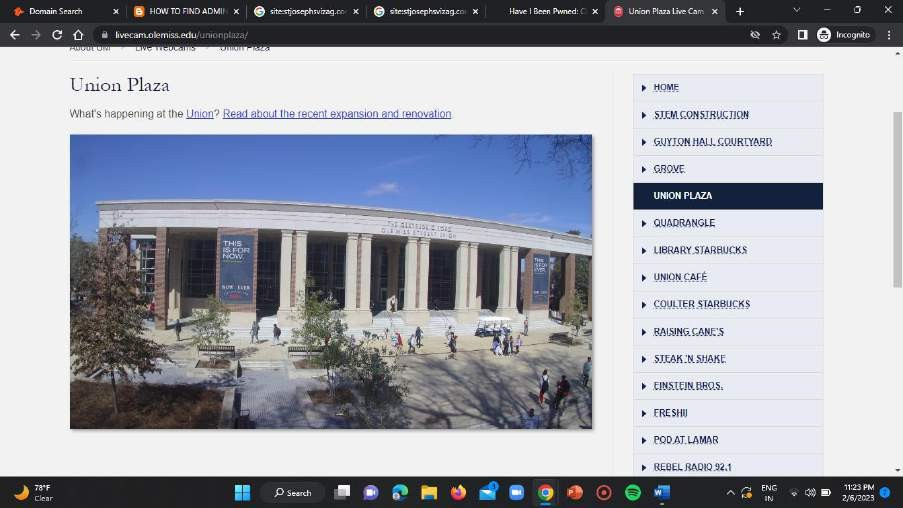 Domain Search
HOW TO FIND ADMIN
site:stjosephsvizag.co
site:stjosephsvizag.co
Have I Been Pwned: C
Union Plaza Live Cam
livecam.olemiss.edu/unionplaza/
Incognito
About UM
Live Webcams
Union Plaza
Union Plaza
What's happening at the Union? Read about the recent expansion and renovation.
THIS
IS FOR
NOW.
NOW EVER
THE GERTRUDE C. FORD
OLE MISS STUDENT UNION
THIS
IS FOR
EVER.
HOME
STEM CONSTRUCTION
GUYTON HALL COURTYARD
GROVE
UNION PLAZA
QUADRANGLE
LIBRARY STARBUCKS
UNION CAFÉ
COULTER STARBUCKS
RAISING CANE'S
STEAK 'N SHAKE
EINSTEIN BROS.
FRESHII
POD AT LAMAR
REBEL RADIO 92.1
78°F
Clear
Search
ENG
IN
11:23 PM
2/6/2023